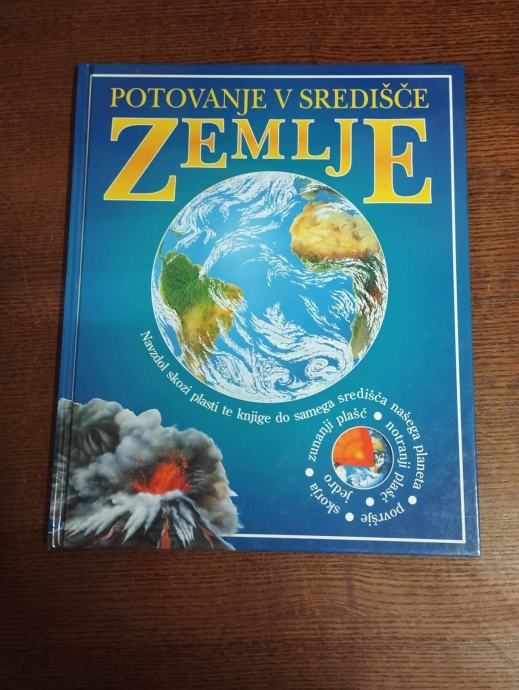 POTOVANJE V SREDIŠČE
ZEMLJE
Navzdol skozi plasti te knjige do samega središča našega planeta
• površje • skorja • zunanji plašč • notranji plašč • jedro